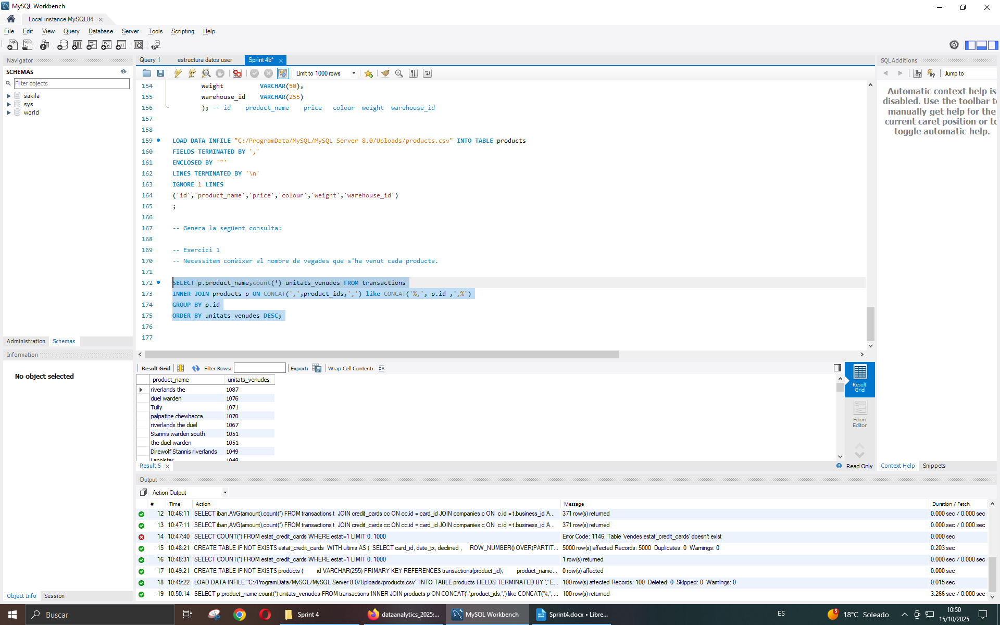 MySQL Workbench
Local instance MySQL84
File Edit View Query Database Server Tools Scripting Help
Navigator
SCHEMAS
Filter objects
sakila
sys
world
Administration Schemas
Information
No object selected
Object Info Session
Query 1 estructura datos user Sprint 4b*
Limit to 1000 rows
154 weight VARCHAR(50),
155 warehouse_id VARCHAR(255)
156 ); -- id product_name price colour weight warehouse_id
157
158
159 LOAD DATA INFILE "C:/ProgramData/MySQL/MySQL Server 8.0/Uploads/products.csv" INTO TABLE products
160 FIELDS TERMINATED BY ','
161 ENCLOSED BY '"'
162 LINES TERMINATED BY '\n'
163 IGNORE 1 LINES
164 (`id`,`product_name`,`price`,`colour`,`weight`,`warehouse_id`)
165 ;
166
167 -- Genera la següent consulta:
168
169 -- Exercici 1
170 -- Necessitem conèixer el nombre de vegades que s'ha venut cada producte.
171
172 SELECT p.product_name,count(*) unitats_venudes FROM transactions
173 INNER JOIN products p ON CONCAT(',',product_ids,',') like CONCAT('%,', p.id ,',%')
174 GROUP BY p.id
175 ORDER BY unitats_venudes DESC;
176
177
Result Grid Filter Rows: Export: Wrap Cell Content:
product_name unitats_venudes
riverlands the 1087
duel warden 1076
Tully 1071
palpatine chewbacca 1070
riverlands the duel 1067
Stannis warden south 1051
the duel warden 1051
Direwolf Stannis riverlands 1049
Lannister 1048
Result Grid
Form Editor
Result 5
Read Only
SQLAdditions
Jump to
Automatic context help is
disabled. Use the toolbar to
manually get help for the
current caret position or to
toggle automatic help.
Context Help Snippets
Output
Action Output
# Time Action Message Duration / Fetch
12 10:46:11 SELECT iban,AVG(amount),count(*) FROM transactions t JOIN credit_cards cc ON cc.id = card_id JOIN companies c ON c.id = t.business_id A... 371 row(s) returned 0.000 sec / 0.000 sec
13 10:47:11 SELECT iban,AVG(amount),count(*) FROM transactions t JOIN credit_cards cc ON cc.id = card_id JOIN companies c ON c.id = t.business_id A... 371 row(s) returned 0.000 sec / 0.000 sec
14 10:47:40 SELECT COUNT(*) FROM estat_credit_cards WHERE estat=1 LIMIT 0, 1000 Error Code: 1146. Table 'vendes.estat_credit_cards' doesn't exist 0.000 sec
15 10:48:21 CREATE TABLE IF NOT EXISTS estat_credit_cards WITH ultims AS ( SELECT card_id, date_tx, declined , ROW_NUMBER() OVER(PARTIT... 5000 row(s) affected Records: 5000 Duplicates: 0 Warnings: 0 0.203 sec
16 10:48:31 SELECT COUNT(*) FROM estat_credit_cards WHERE estat=1 LIMIT 0, 1000 1 row(s) returned 0.000 sec / 0.000 sec
17 10:49:21 CREATE TABLE IF NOT EXISTS products ( id VARCHAR(255) PRIMARY KEY REFERENCES transactions(product_id), product_name... 0 row(s) affected 0.000 sec
18 10:49:22 LOAD DATA INFILE "C:/ProgramData/MySQL/MySQL Server 8.0/Uploads/products.csv" INTO TABLE products FIELDS TERMINATED BY ',' E... 100 row(s) affected Records: 100 Deleted: 0 Skipped: 0 Warnings: 0 0.015 sec
19 10:50:14 SELECT p.product_name,count(*) unitats_venudes FROM transactions INNER JOIN products p ON CONCAT(',',product_ids,',') like CONCAT('%,', ... 100 row(s) returned 3.266 sec / 0.000 sec
Buscar
Sprint 4
dataanalytics_2025:...
MySQL Workbench
Sprint4.docx • Libre...
ES
5
18°C Soleado
10:50
15/10/2025